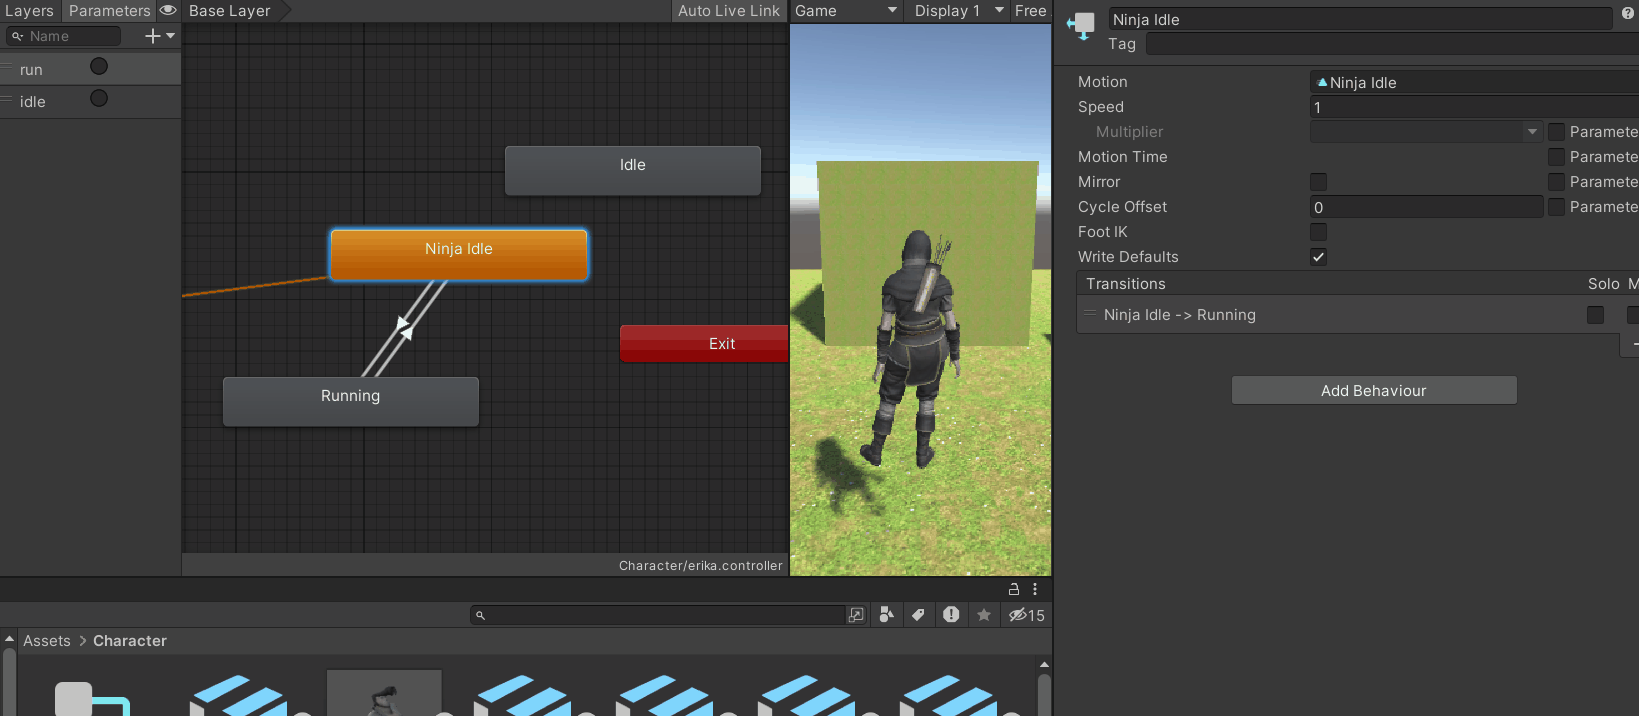 Layers Parameters Base Layer Auto Live Link Game Display 1 Free
Name
run
idle
Idle
Ninja Idle
Exit
Running
Character/erika.controller
Ninja Idle
Tag
Motion Ninja Idle
Speed 1
Multiplier Paramete
Motion Time Paramete
Mirror Paramete
Cycle Offset 0 Paramete
Foot IK
Write Defaults
Transitions Solo M
Ninja Idle -> Running
Add Behaviour
15
Assets > Character